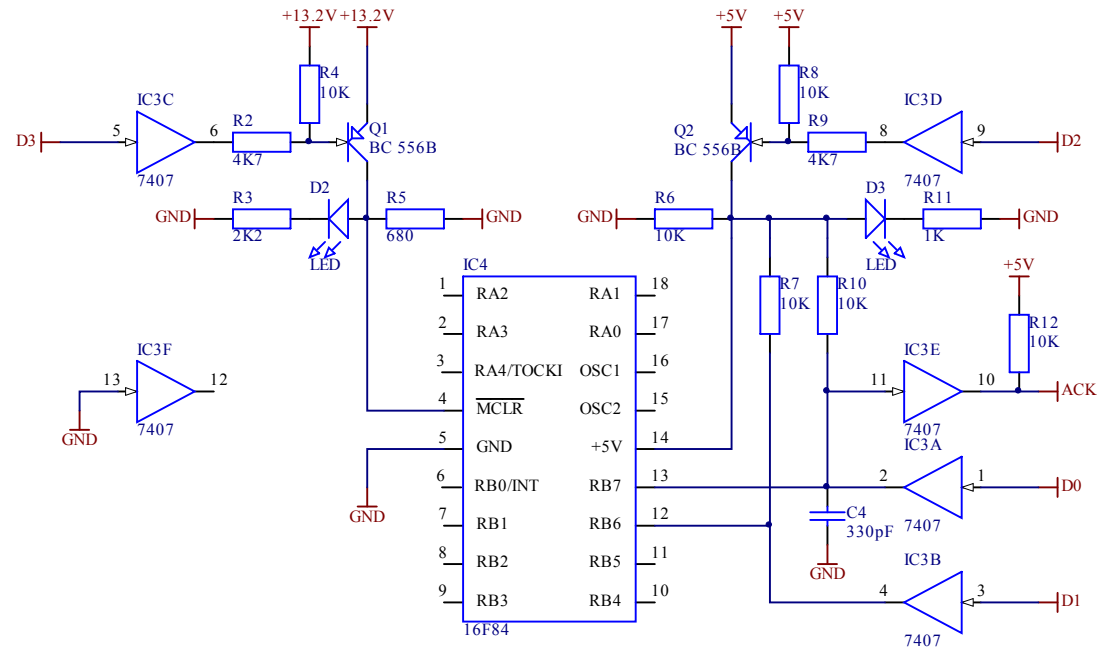 +13.2V +13.2V +5V +5V
R4
10K
R8
10K
IC3C
IC3D
D3 5 6 R2
4K7
7407
Q1
BC 556B
Q2
BC 556B
R9
4K7
8 9 D2
7407
GND R3
2K2
D2
LED
R5
680
GND
GND R6
10K
D3
LED
R11
1K
GND
IC4
R7
10K
R10
10K
+5V
R12
10K
1 RA2 RA1 18
2 RA3 RA0 17
3 RA4/TOCKI OSC1 16
4 MCLR OSC2 15
5 GND +5V 14
6 RB0/INT RB7 13
7 RB1 RB6 12
8 RB2 RB5 11
9 RB3 RB4 10
16F84
GND
IC3F
13 12
7407
GND
IC3E
11 10 ACK
7407
IC3A
2 1 D0
7407
C4
330pF
GND
IC3B
4 3 D1
7407